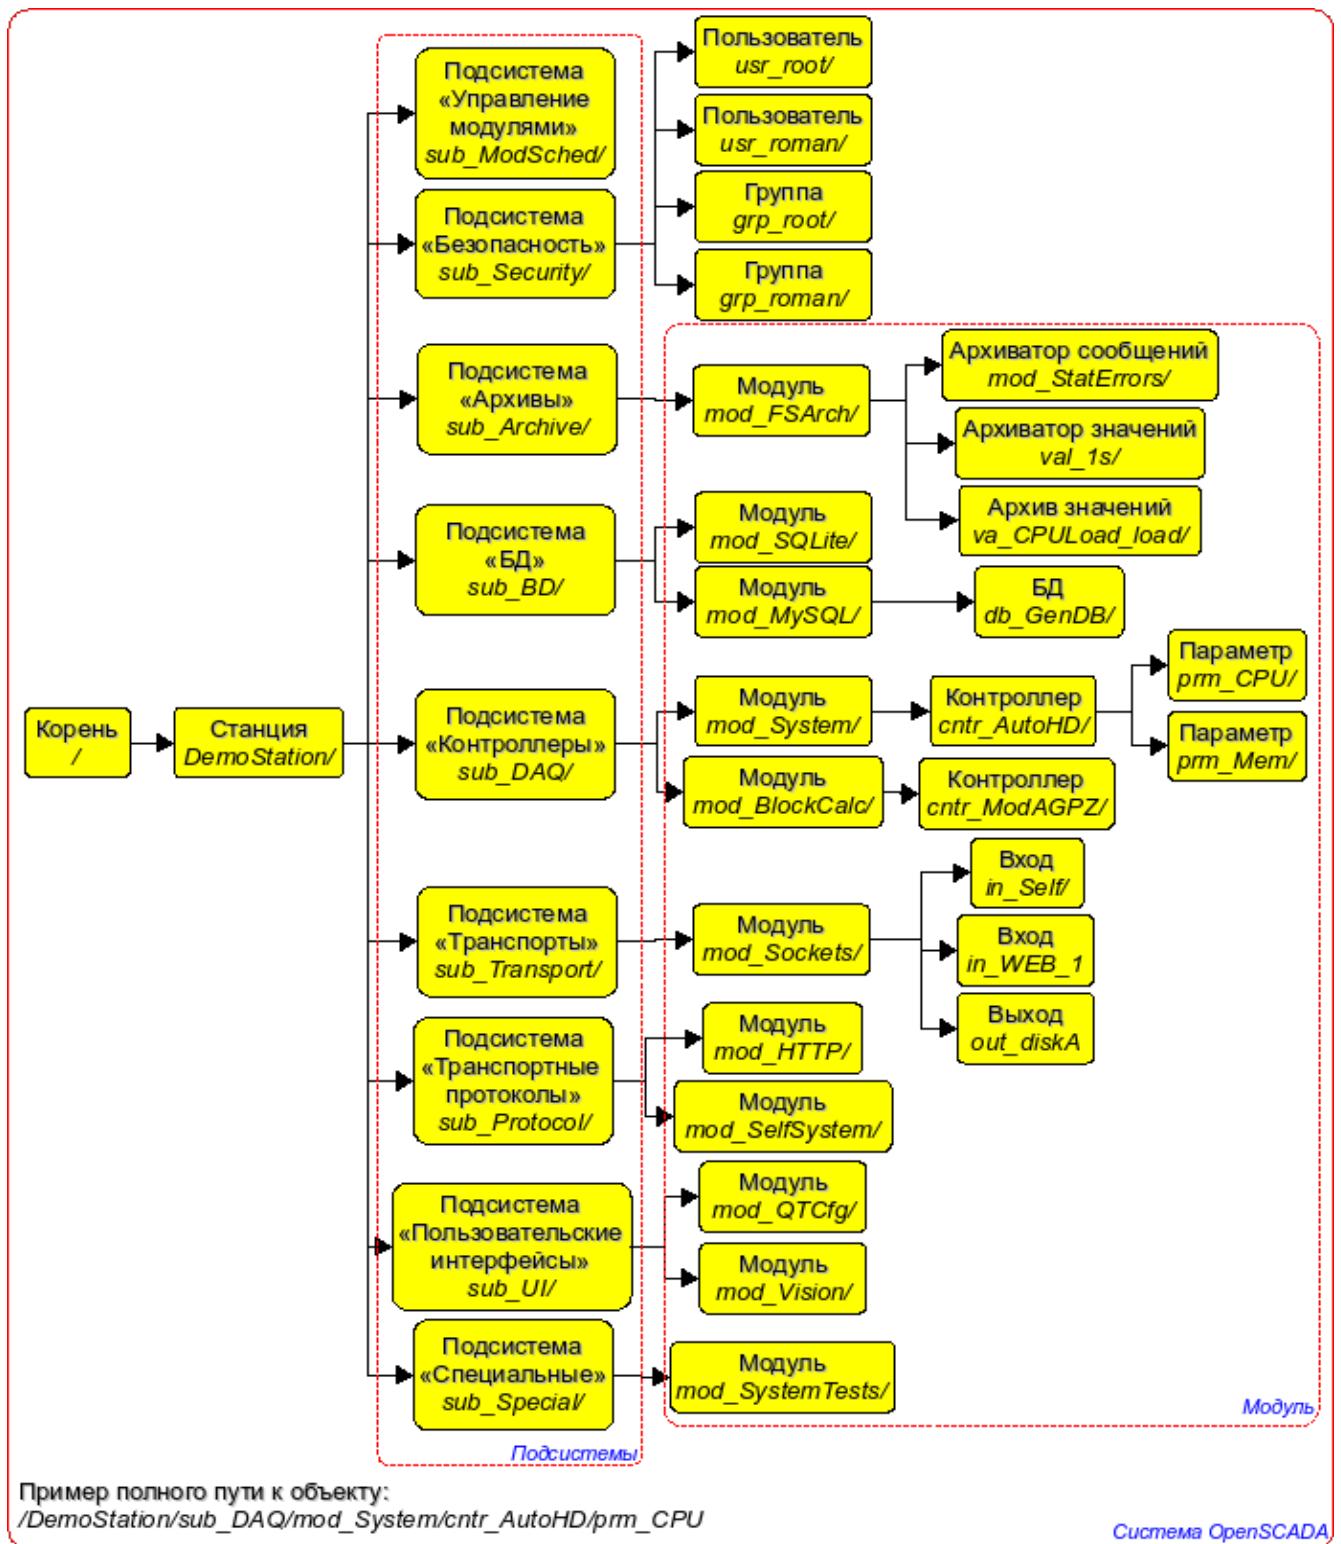 Корень
/
Станция
DemoStation/
Подсистема
«Управление
модулями»
sub_ModSched/
Подсистема
«Безопасность»
sub_Security/
Пользователь
usr_root/
Пользователь
usr_roman/
Группа
grp_root/
Группа
grp_roman/
Подсистема
«Архивы»
sub_Archive/
Модуль
mod_FSArch/
Архиватор сообщений
mod_StatErrors/
Архиватор значений
val_1s/
Архив значений
va_CPULoad_load/
Подсистема
«БД»
sub_BD/
Модуль
mod_SQLite/
Модуль
mod_MySQL/
БД
db_GenDB/
Подсистема
«Контроллеры»
sub_DAQ/
Модуль
mod_System/
Контроллер
cntr_AutoHD/
Параметр
prm_CPU/
Параметр
prm_Mem/
Модуль
mod_BlockCalc/
Контроллер
cntr_ModAGPZ/
Подсистема
«Транспорты»
sub_Transport/
Модуль
mod_Sockets/
Вход
in_Self/
Вход
in_WEB_1
Выход
out_diskA
Подсистема
«Транспортные
протоколы»
sub_Protocol/
Модуль
mod_HTTP/
Модуль
mod_SelfSystem/
Подсистема
«Пользовательские
интерфейсы»
sub_UI/
Модуль
mod_QTCfg/
Модуль
mod_Vision/
Подсистема
«Специальные»
sub_Special/
Модуль
mod_SystemTests/
Модуль
Подсистемы
Пример полного пути к объекту:
/DemoStation/sub_DAQ/mod_System/cntr_AutoHD/prm_CPU
Система OpenSCADA